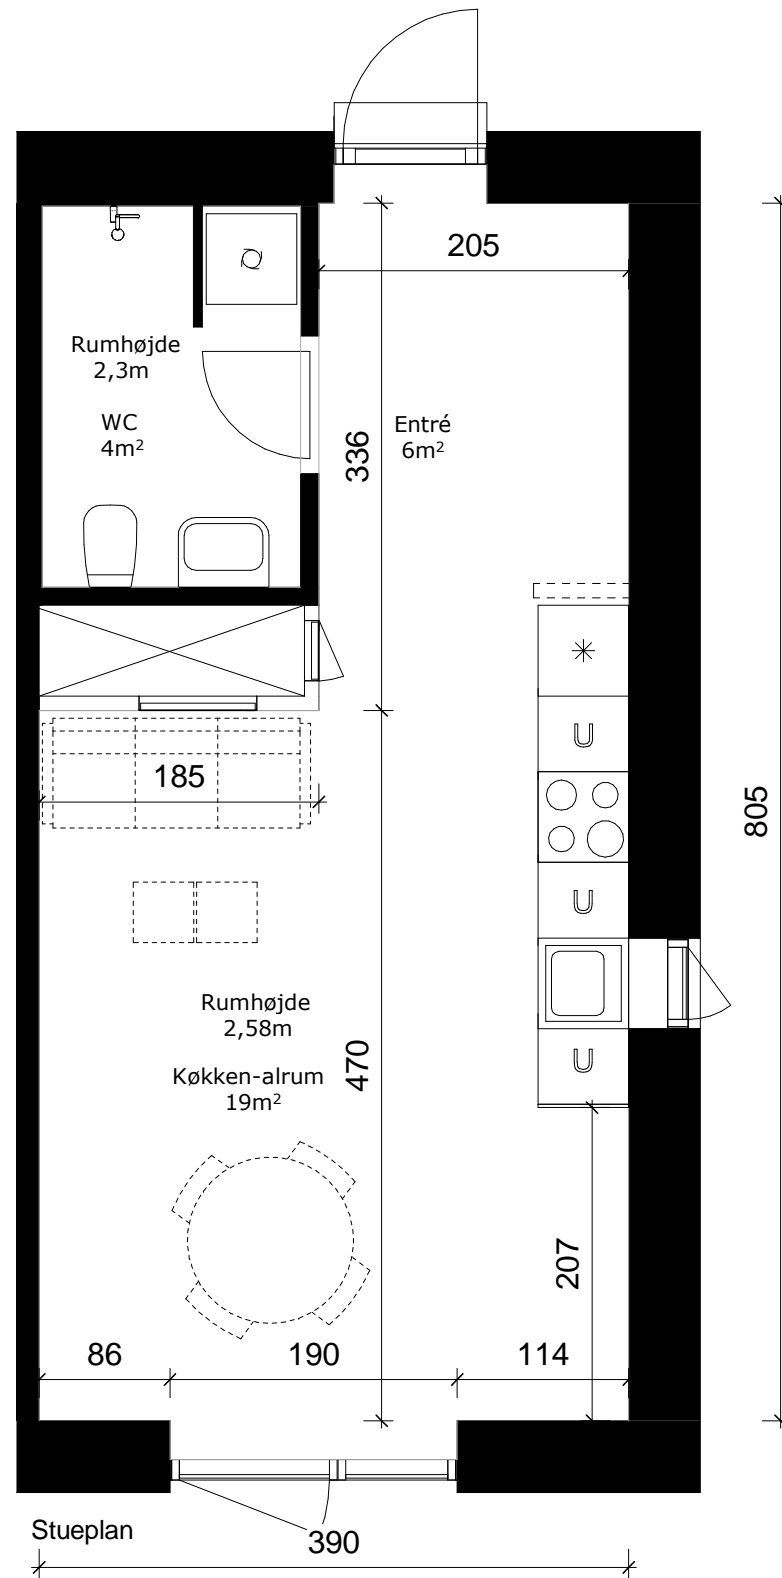 205
Rumhøjde
2,3m
WC
4m²
Entré
6m²
336
185
805
Rumhøjde
2,58m
Køkken-alrum
19m²
470
207
86
190
114
Stueplan
390